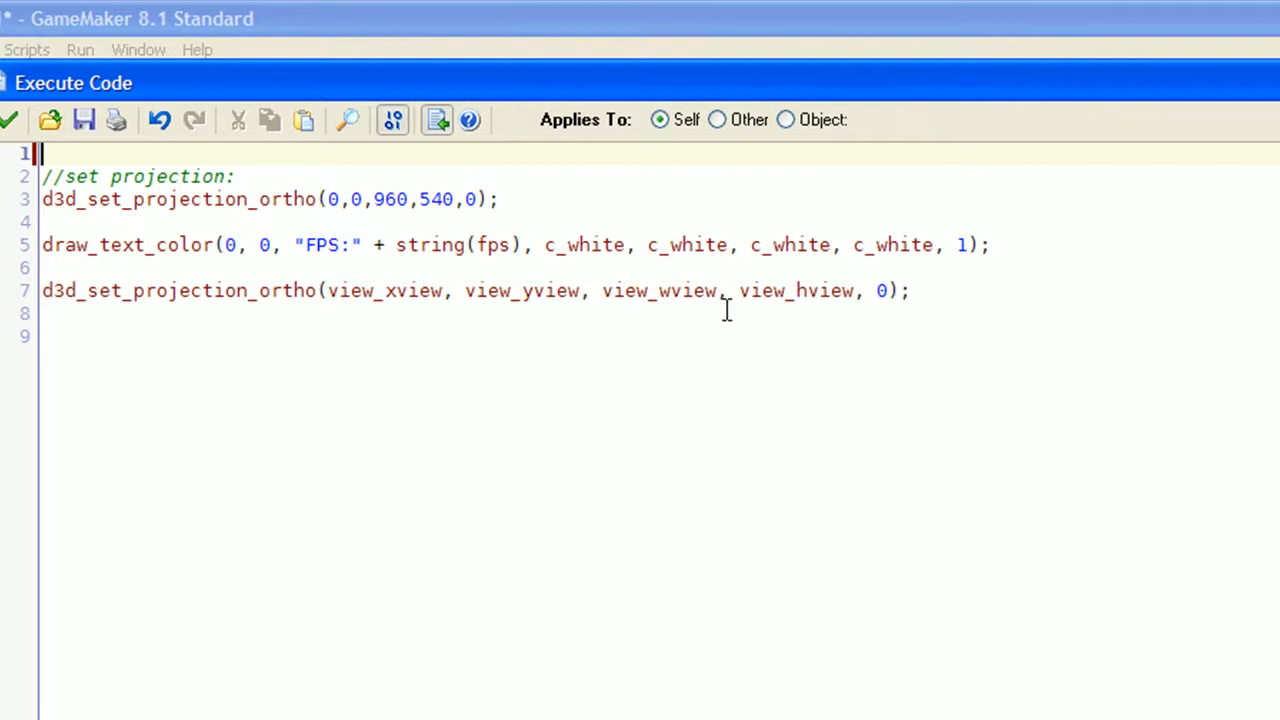 * - GameMaker 8.1 Standard
Scripts Run Window Help
Execute Code
Applies To: Self Other Object:
1
2 //set projection:
3 d3d_set_projection_ortho(0,0,960,540,0);
4
5 draw_text_color(0, 0, "FPS:" + string(fps), c_white, c_white, c_white, c_white, 1);
6
7 d3d_set_projection_ortho(view_xview, view_yview, view_wview, view_hview, 0);
8
9